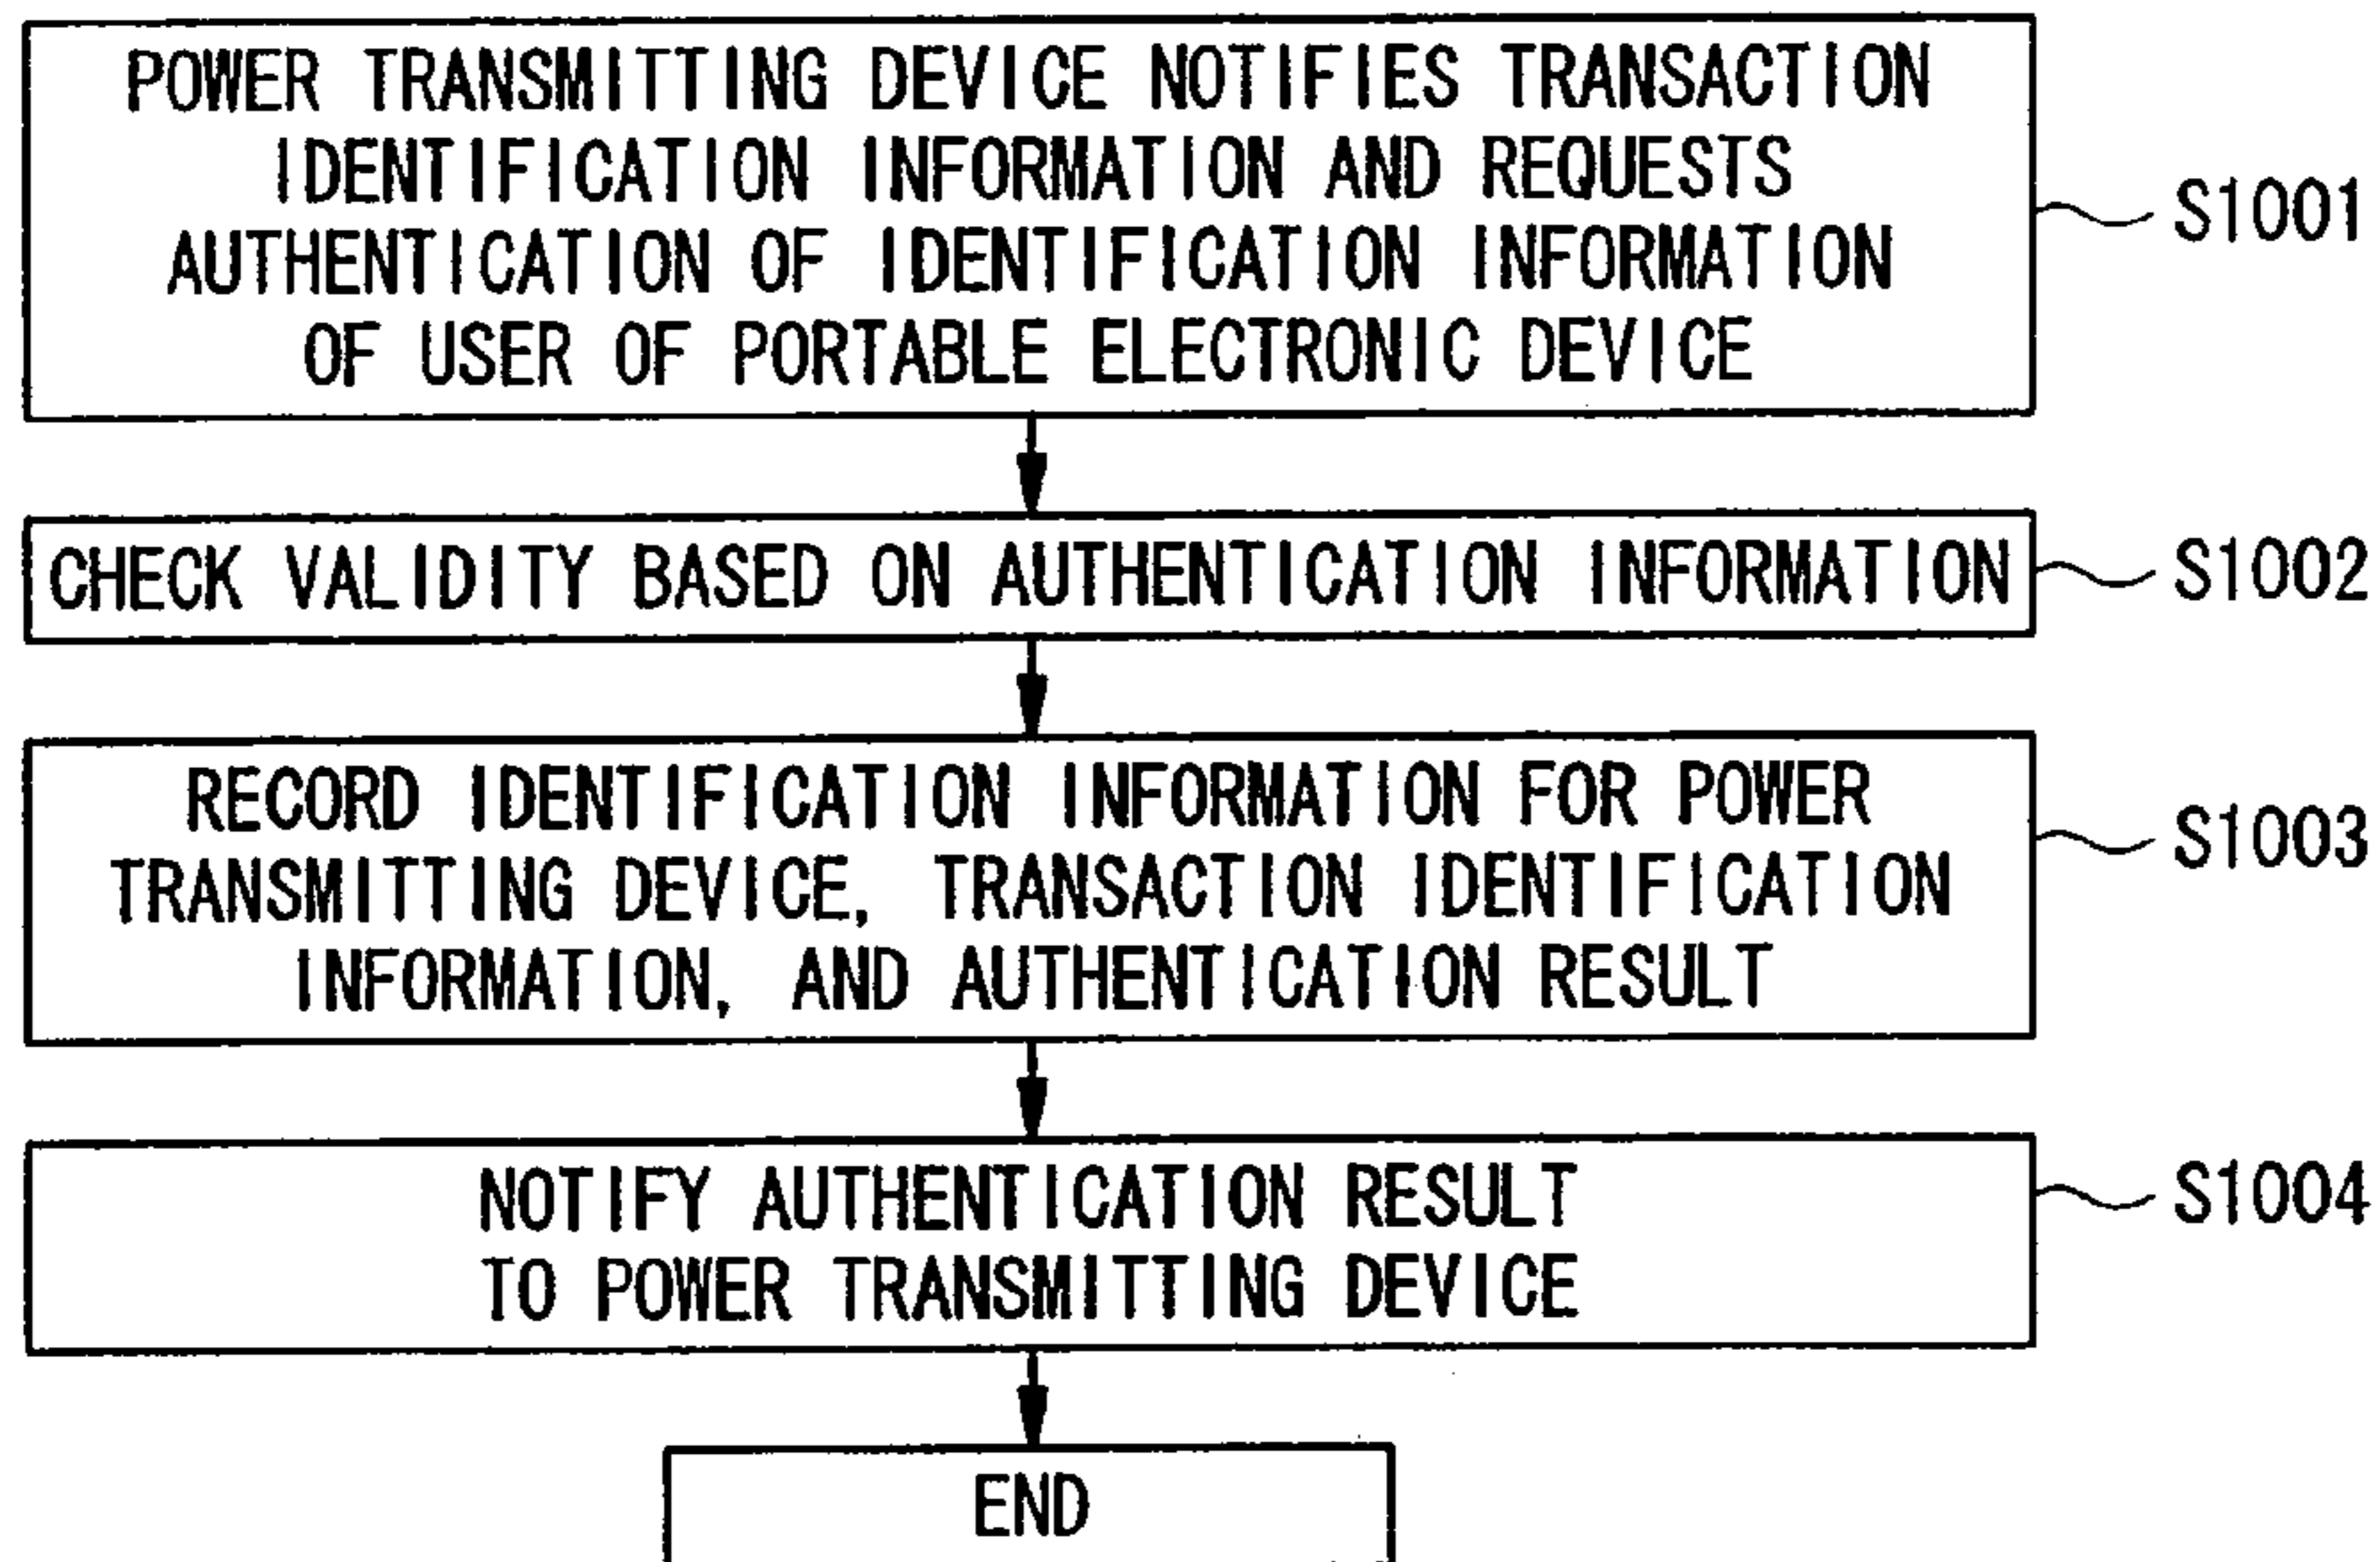 POWER TRANSMITTING DEVICE NOTIFIES TRANSACTION
IDENTIFICATION INFORMATION AND REQUESTS
AUTHENTICATION OF IDENTIFICATION INFORMATION
OF USER OF PORTABLE ELECTRONIC DEVICE
S1001
CHECK VALIDITY BASED ON AUTHENTICATION INFORMATION
S1002
RECORD IDENTIFICATION INFORMATION FOR POWER
TRANSMITTING DEVICE, TRANSACTION IDENTIFICATION
INFORMATION, AND AUTHENTICATION RESULT
S1003
NOTIFY AUTHENTICATION RESULT
TO POWER TRANSMITTING DEVICE
S1004
END